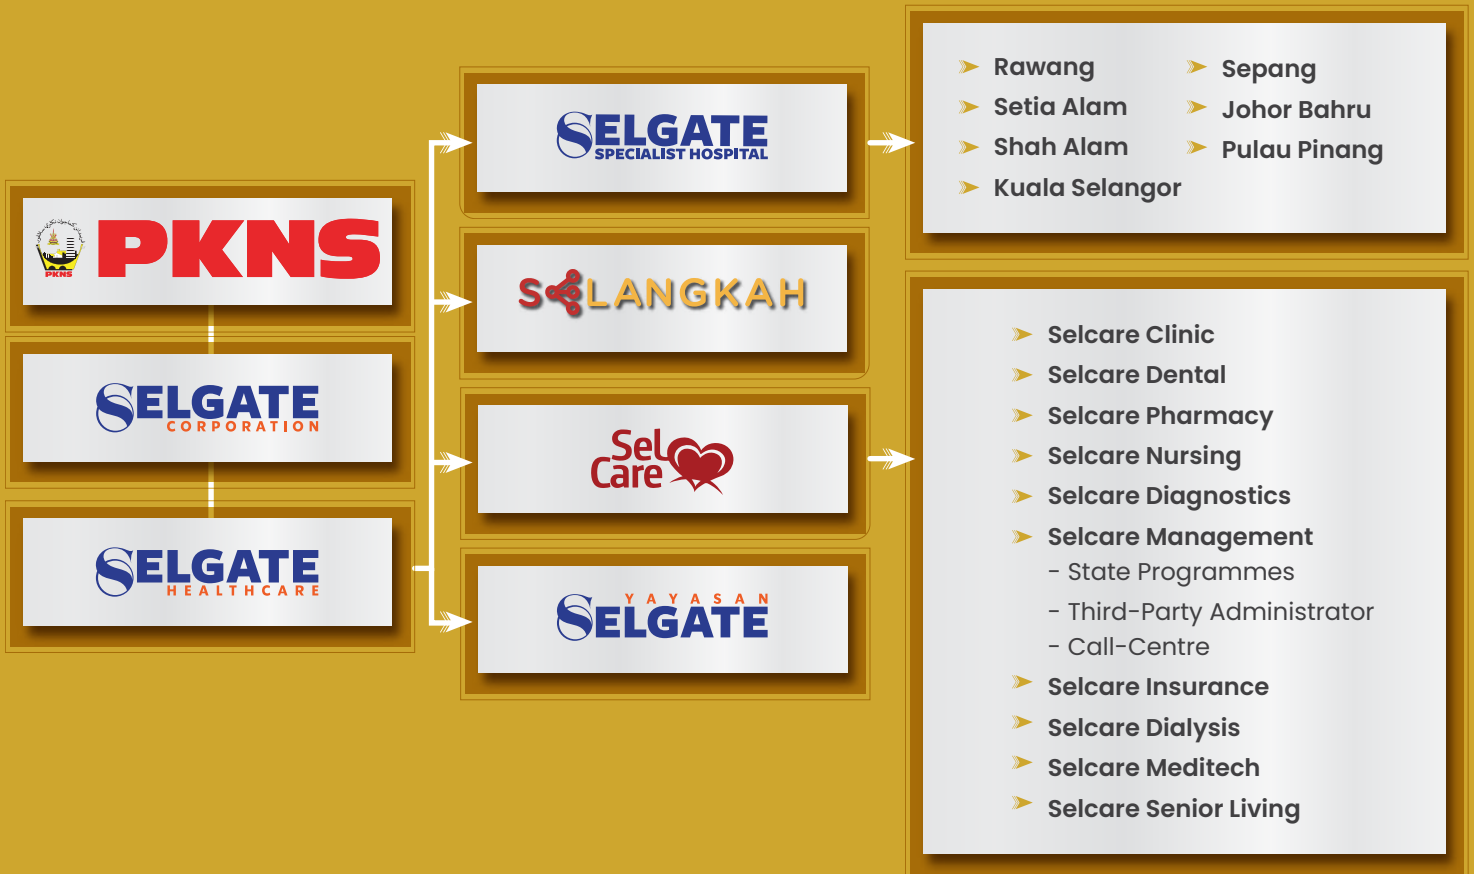 PKNS
PKNS
SELGATE
CORPORATION
SELGATE
HEALTHCARE
SELGATE
SPECIALIST HOSPITAL
SELANGKAH
Sel
Care
YAYASAN
SELGATE
Rawang
Setia Alam
Shah Alam
Kuala Selangor
Sepang
Johor Bahru
Pulau Pinang
Selcare Clinic
Selcare Dental
Selcare Pharmacy
Selcare Nursing
Selcare Diagnostics
Selcare Management
- State Programmes
- Third-Party Administrator
- Call-Centre
Selcare Insurance
Selcare Dialysis
Selcare Meditech
Selcare Senior Living